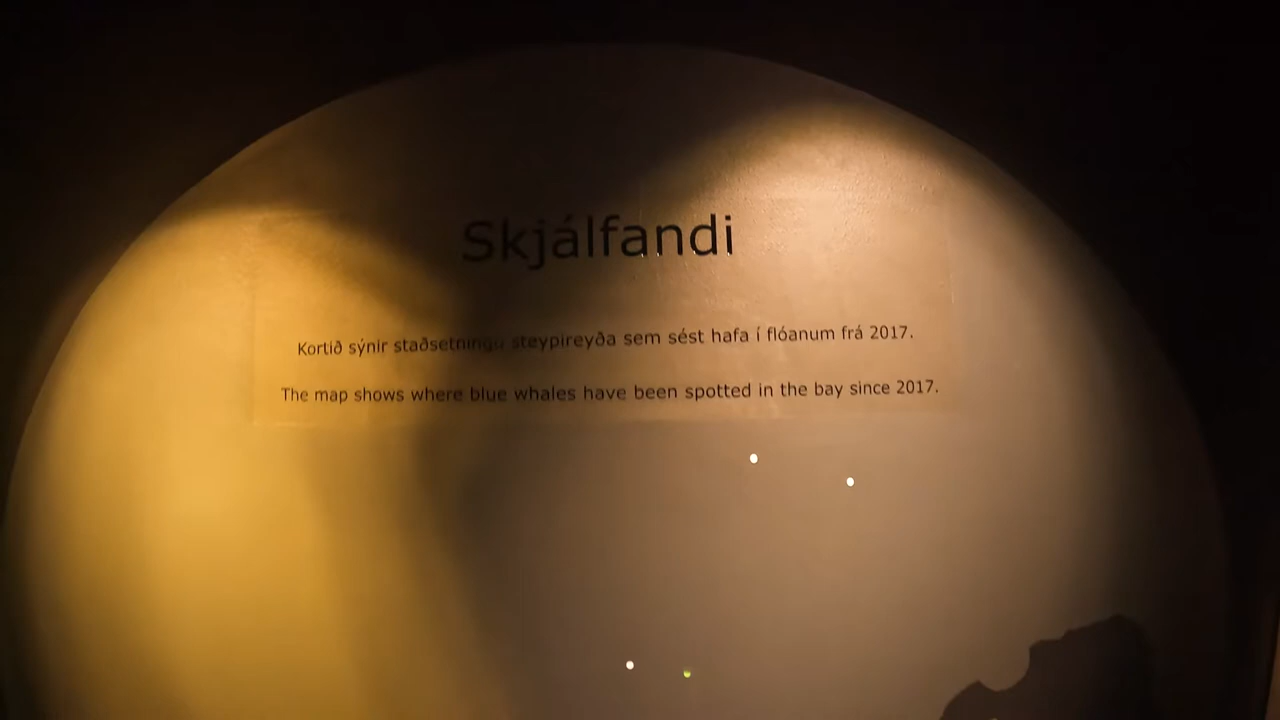 Skjálfandi
Kortið sýnir staðsetningu steypireyða sem sést hafa í flóanum frá 2017.
The map shows where blue whales have been spotted in the bay since 2017.